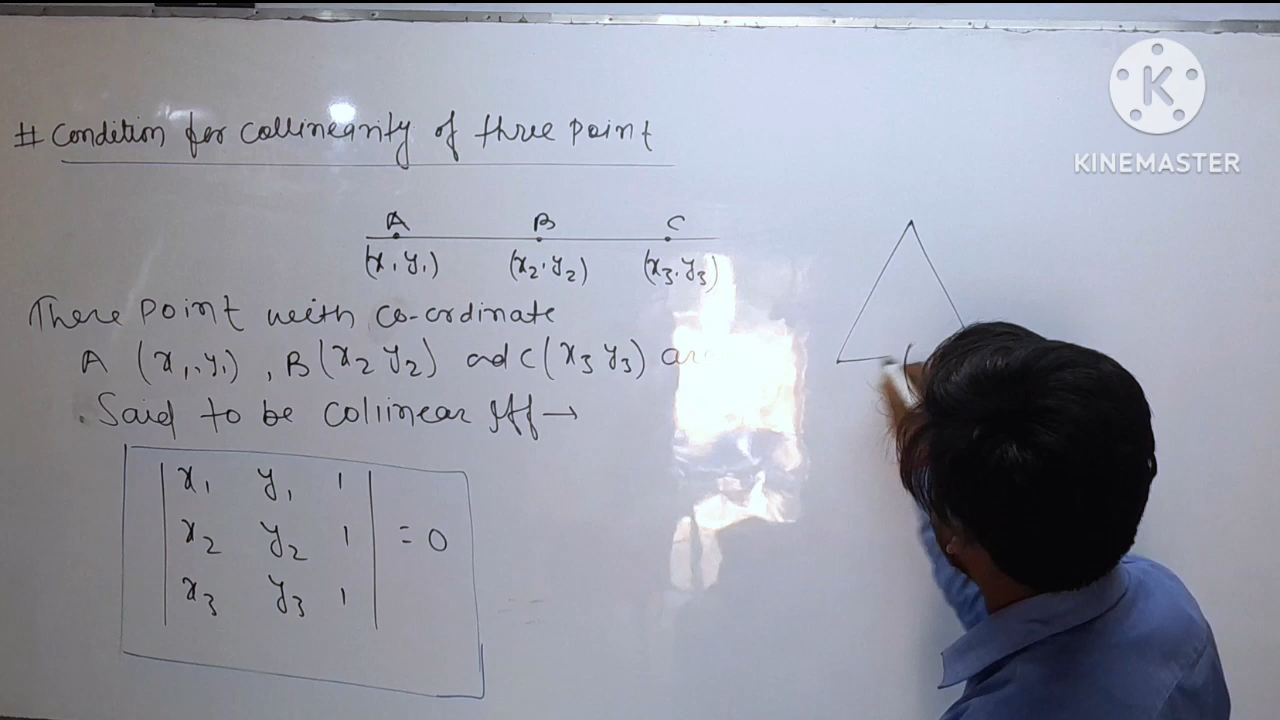 # Condition for collinearity of three point
A B C
(x1 y1) (x2, y2) (x3, y3)
Three point with co-ordinate
A (x1, y1), B(x2 y2) and C(x3 y3) ar
Said to be collinear iff →
x1 y1 1
x2 y2 1 = 0
x3 y3 1
K
KINEMASTER